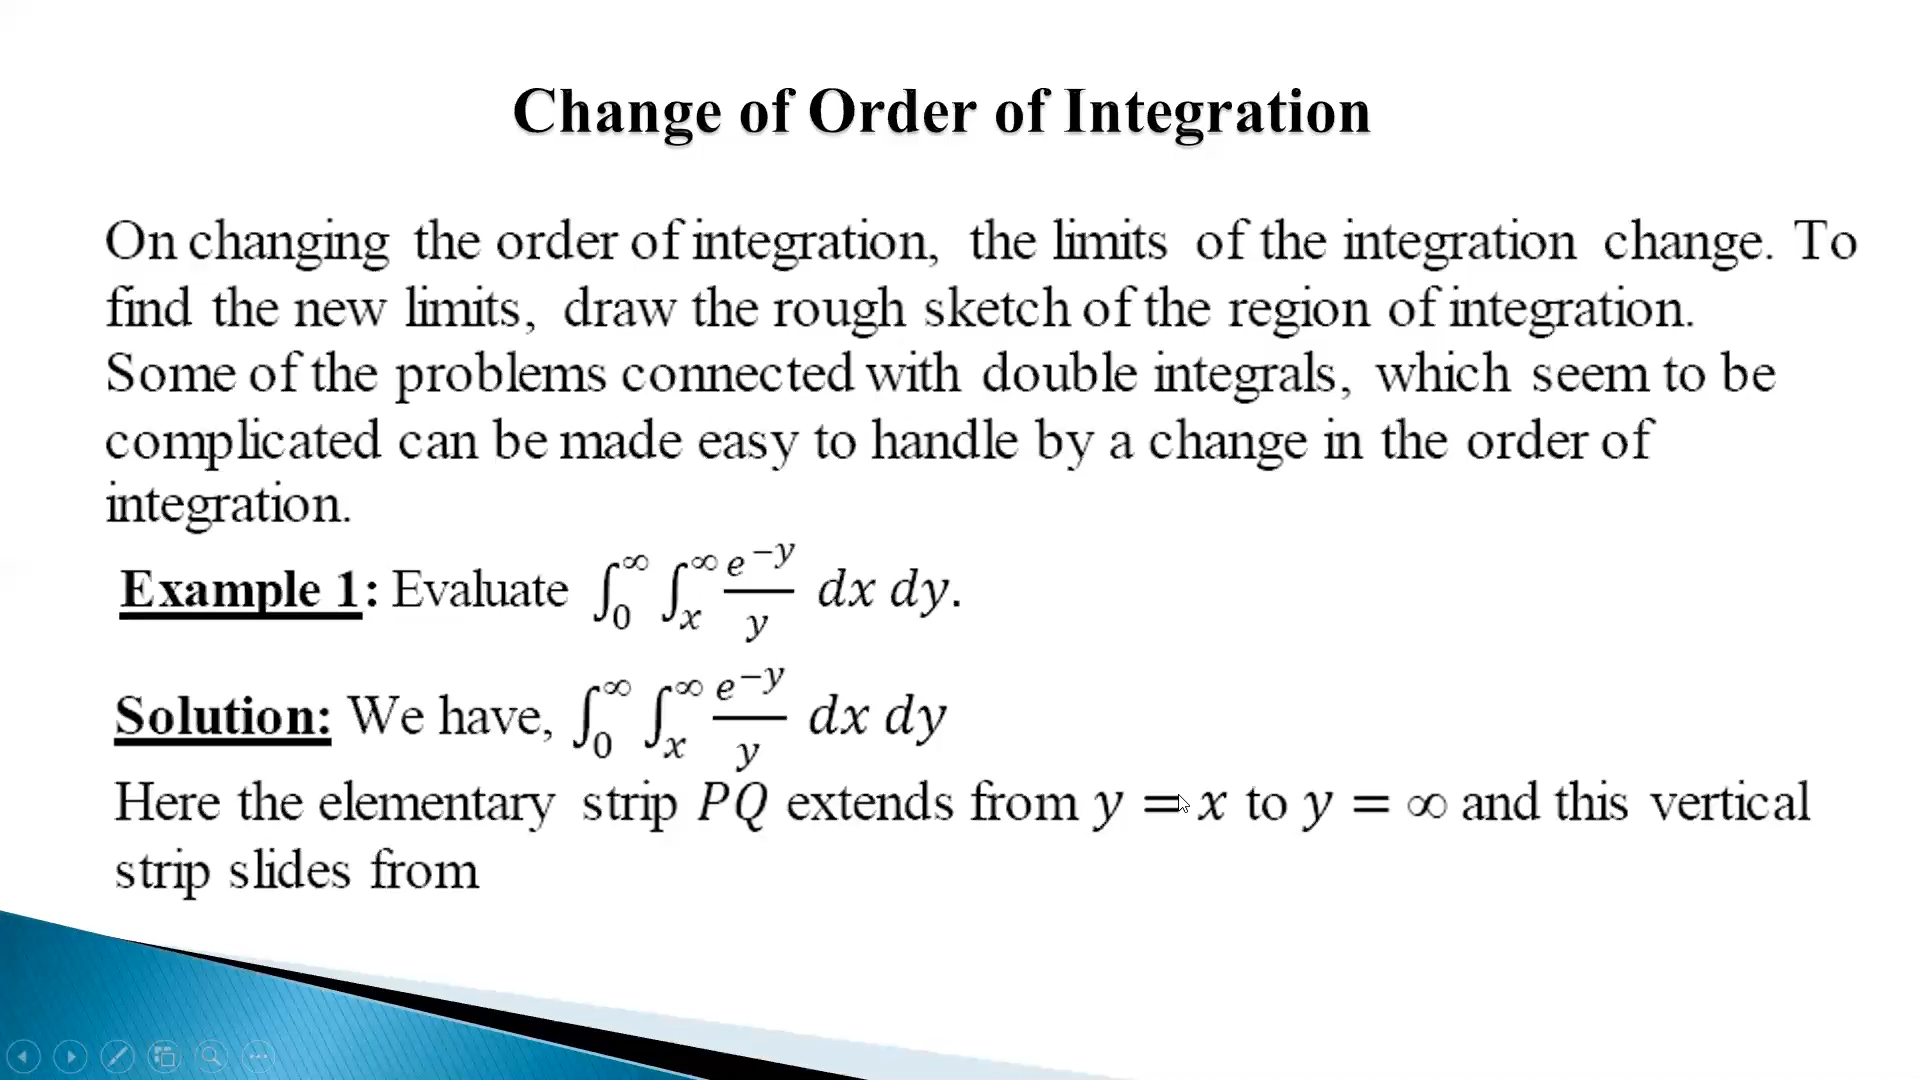 Change of Order of Integration
On changing the order of integration, the limits of the integration change. To
find the new limits, draw the rough sketch of the region of integration.
Some of the problems connected with double integrals, which seem to be
complicated can be made easy to handle by a change in the order of
integration.
Example 1: Evaluate ∫₀^∞ ∫ₓ^∞ e^{−y}/y dx dy.
Solution: We have, ∫₀^∞ ∫ₓ^∞ e^{−y}/y dx dy
Here the elementary strip PQ extends from y = x to y = ∞ and this vertical
strip slides from